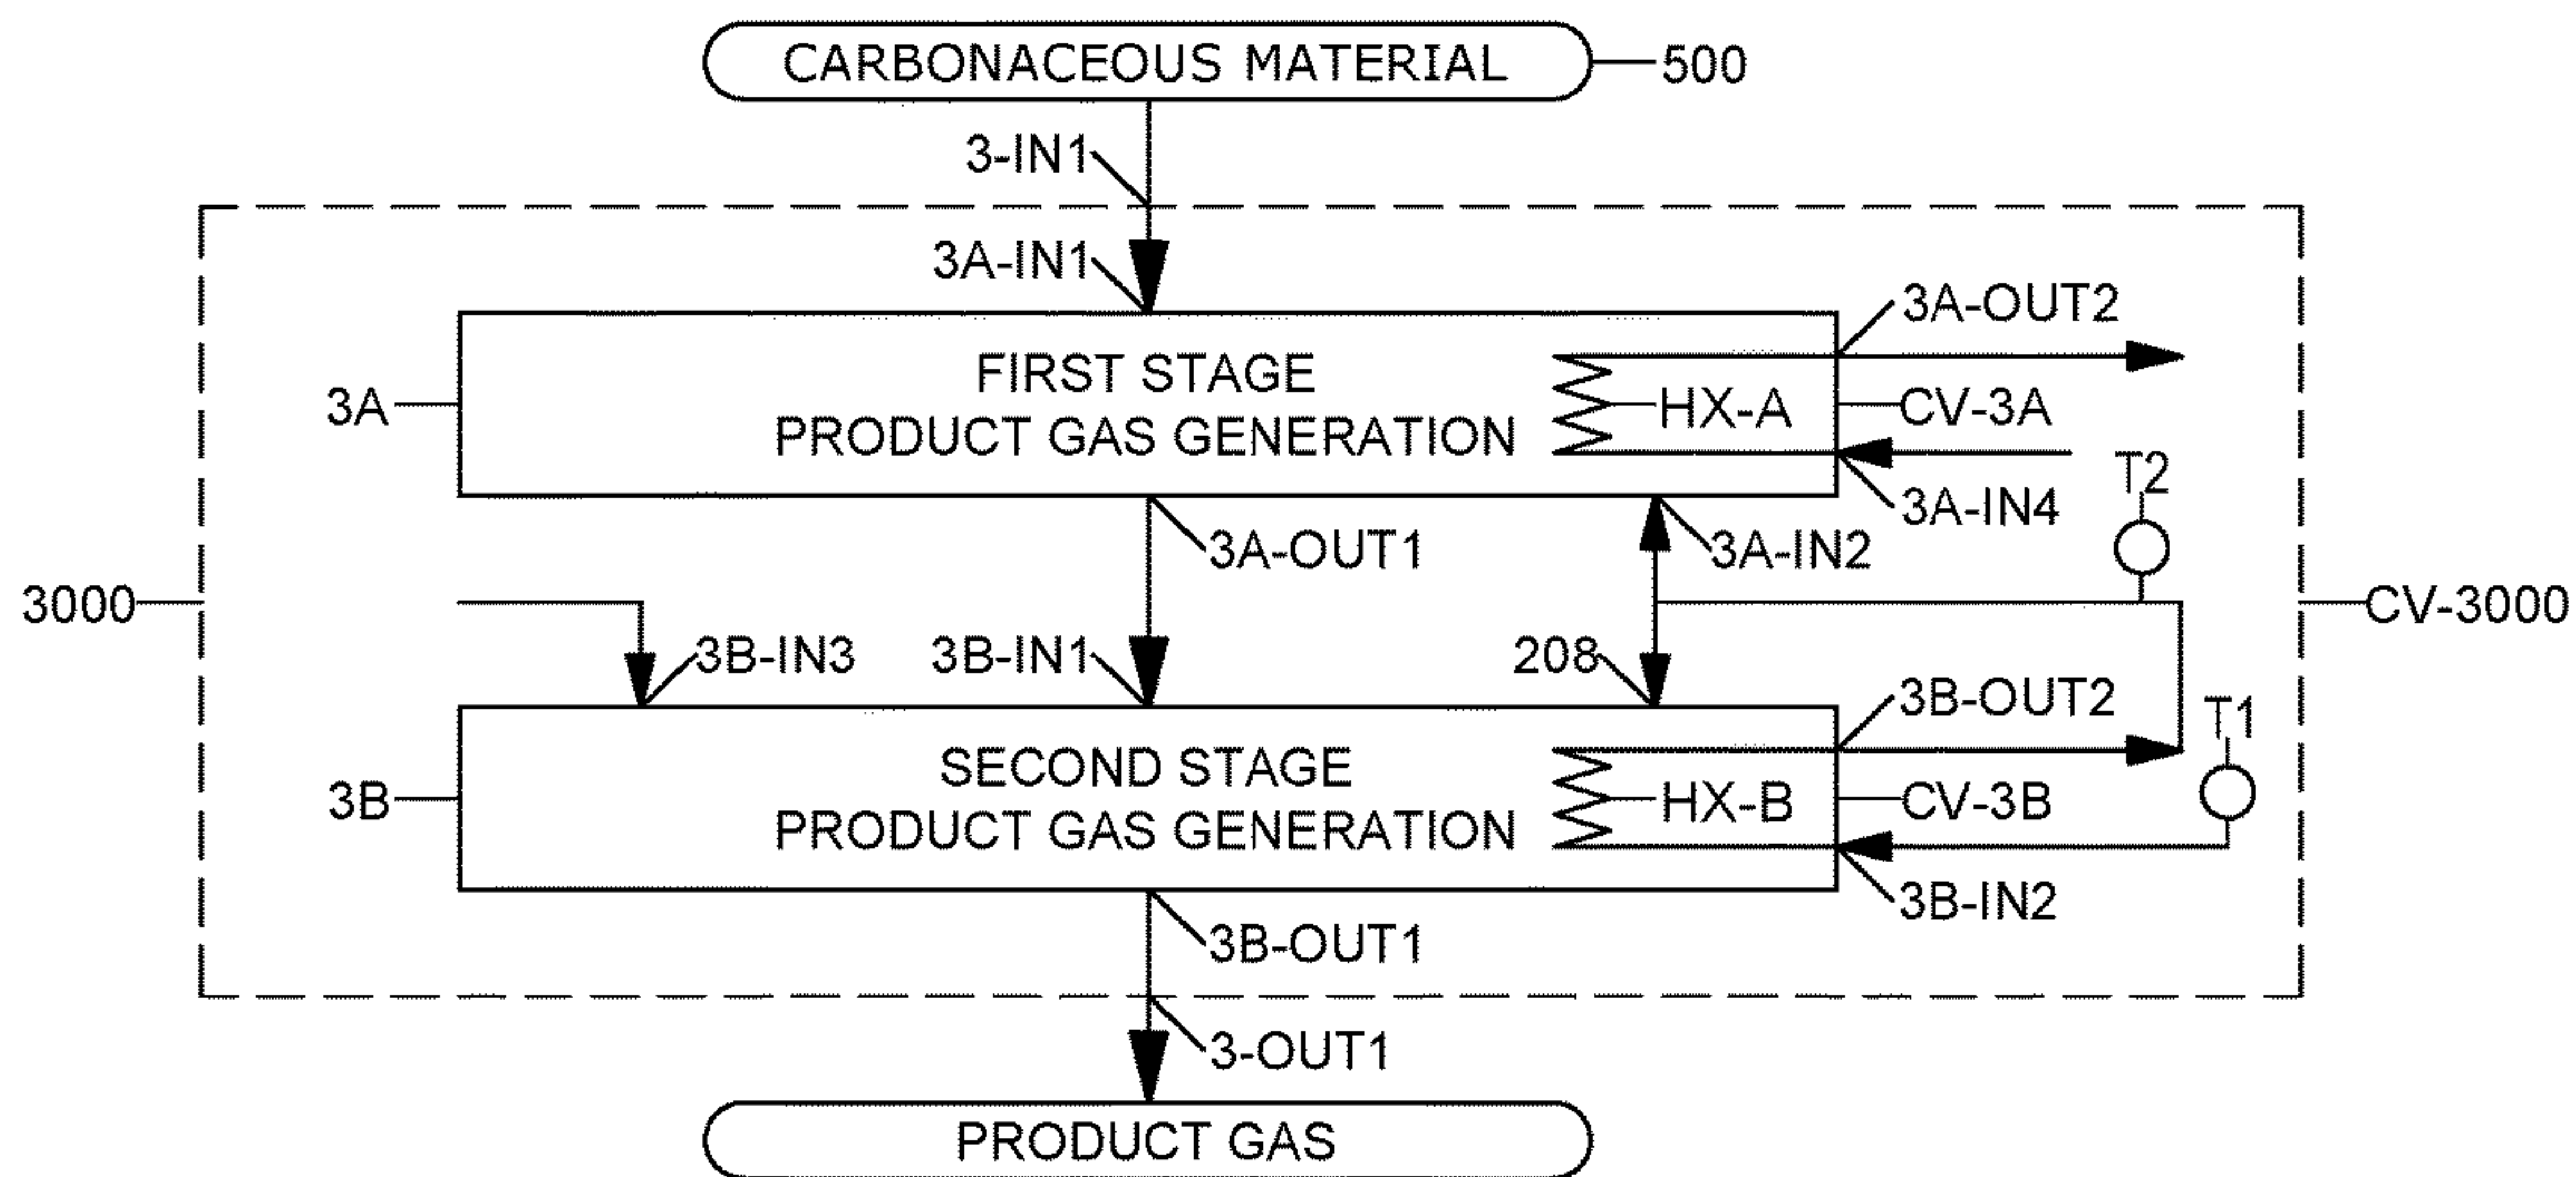 CARBONACEOUS MATERIAL
500
3-IN1
3A-IN1
3A-OUT2
FIRST STAGE
PRODUCT GAS GENERATION
3A
HX-A
CV-3A
T2
3A-IN4
3A-OUT1
3A-IN2
3000
CV-3000
3B-IN3
3B-IN1
208
3B-OUT2
T1
SECOND STAGE
PRODUCT GAS GENERATION
3B
HX-B
CV-3B
3B-IN2
3B-OUT1
3-OUT1
PRODUCT GAS